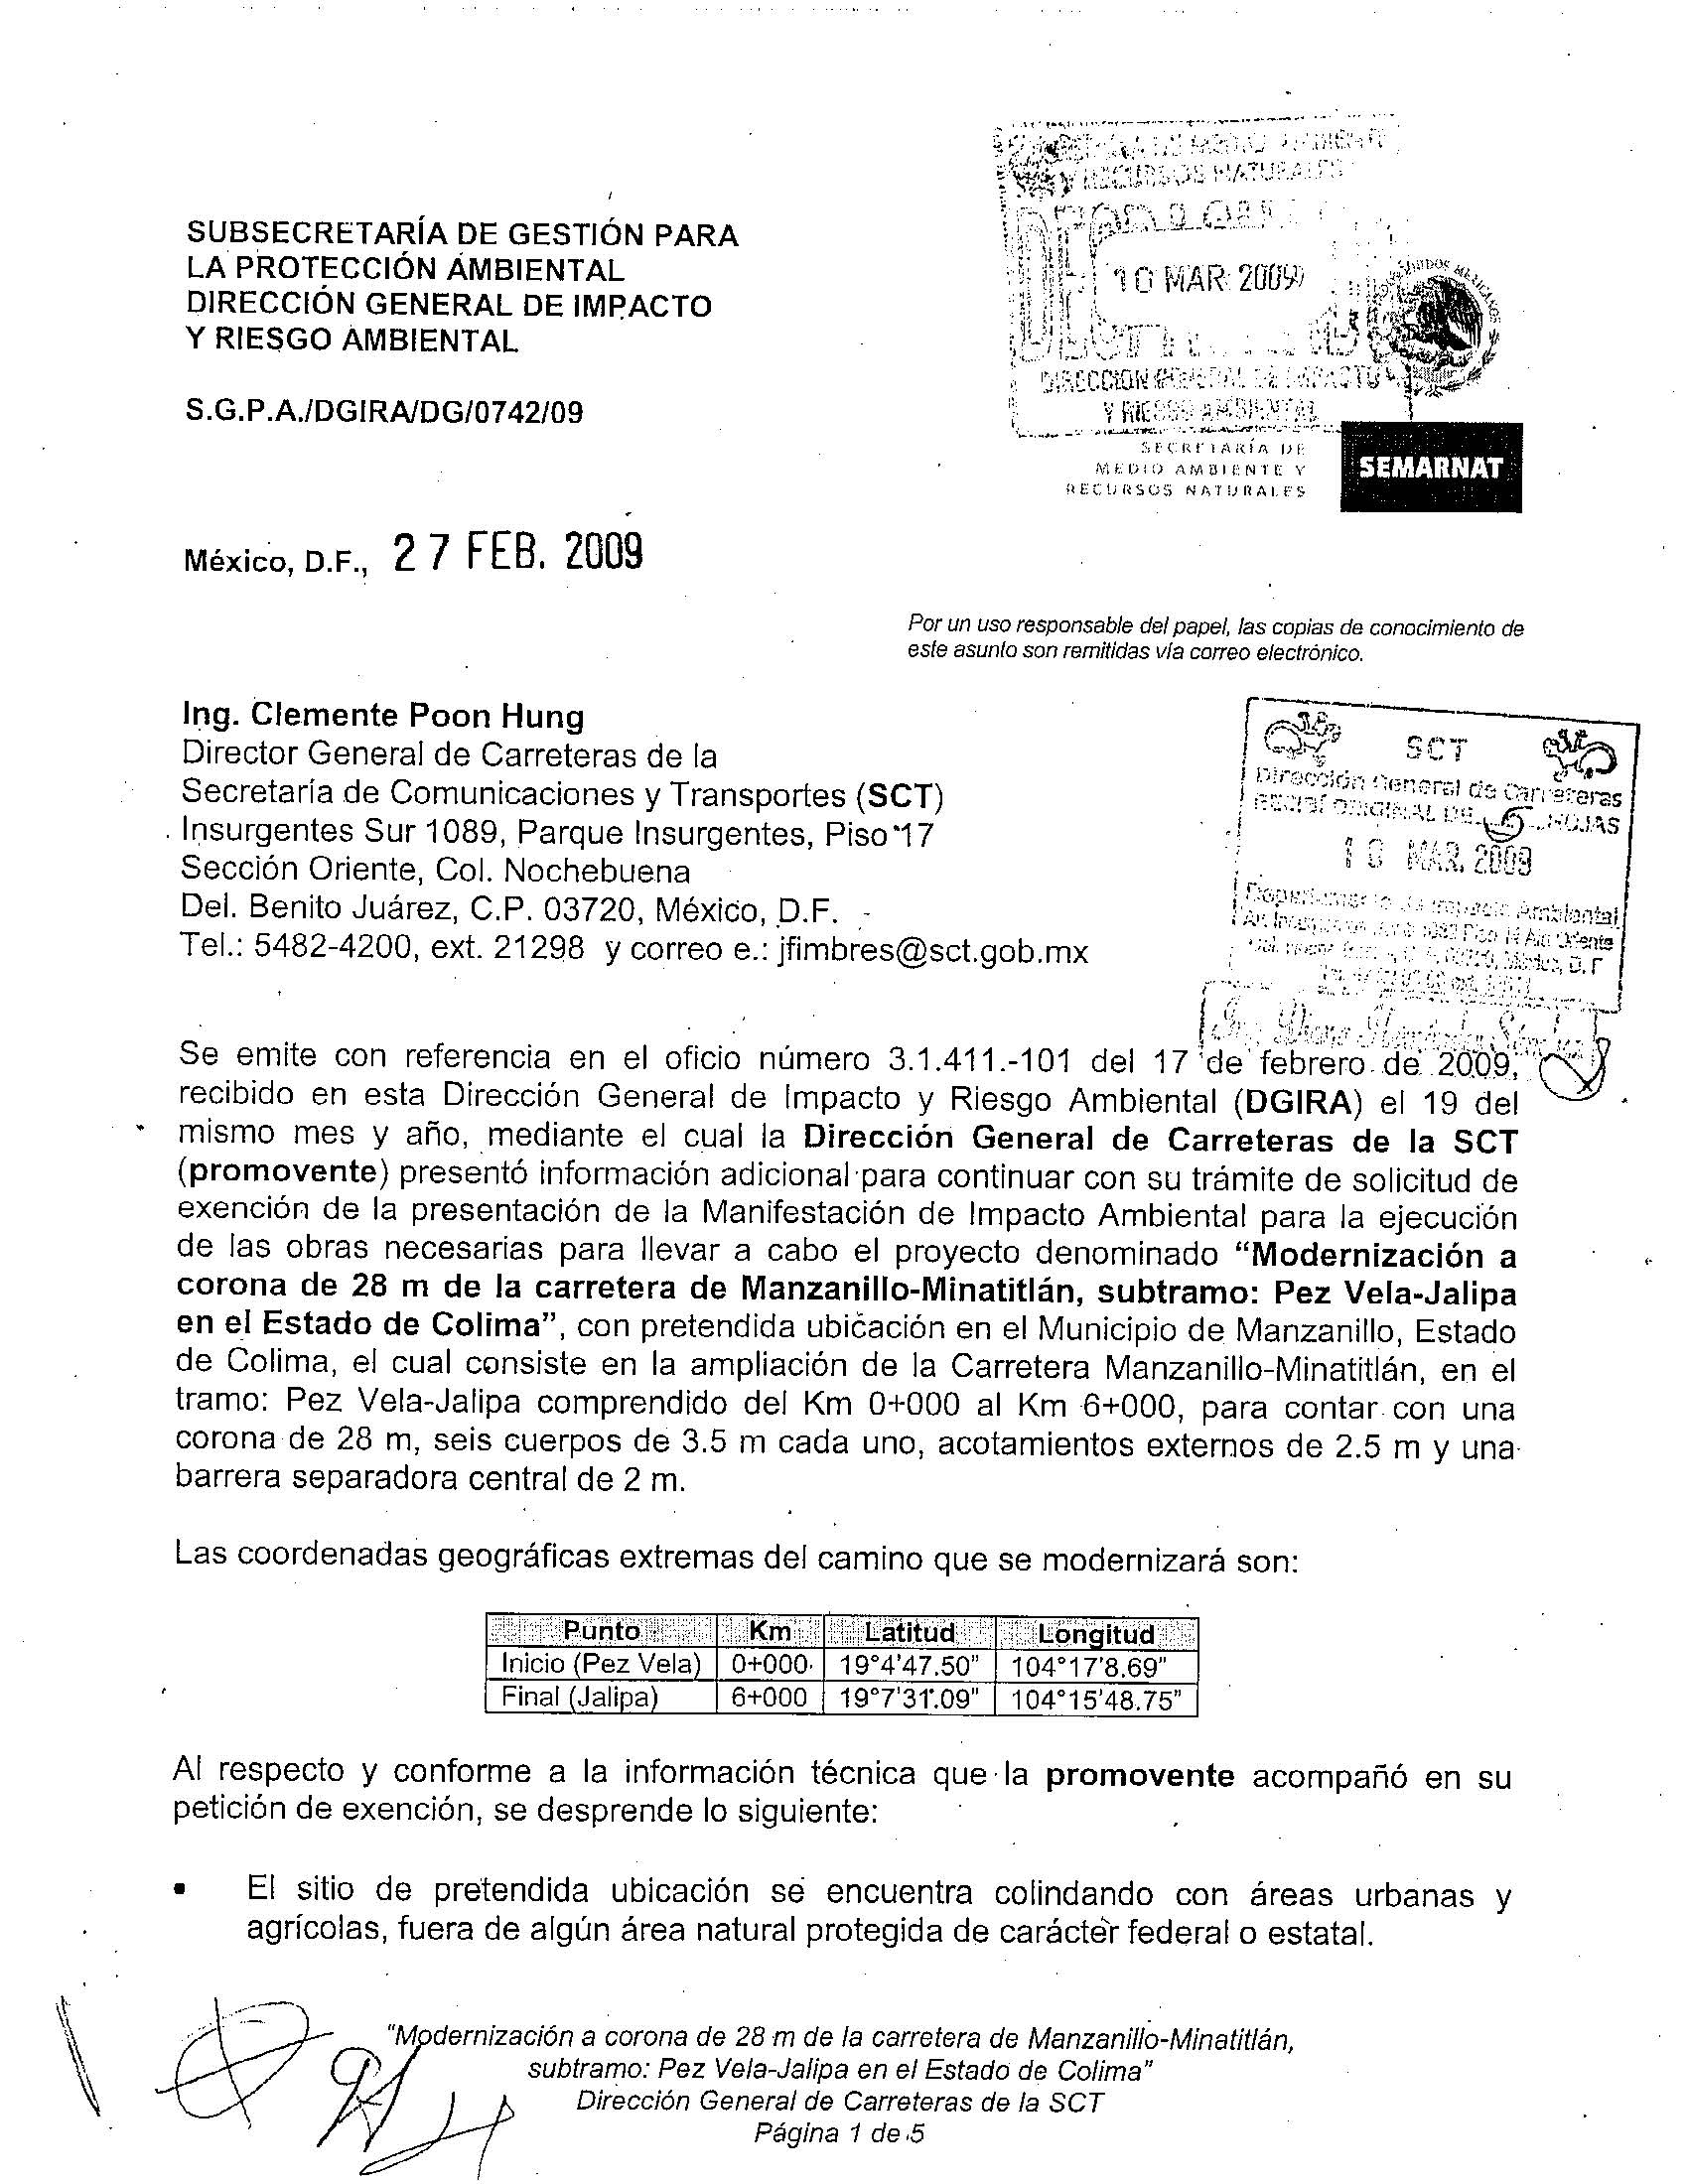 SUBSECRETARÍA DE GESTIÓN PARA
LA PROTECCIÓN AMBIENTAL
DIRECCIÓN GENERAL DE IMPACTO
Y RIESGO AMBIENTAL
S.G.P.A./DGIRA/DG/0742/09
Y RECURSOS NATURALES
10 MAR 2009
DIRECCION GENERAL DE IMPACTO
Y RIESGO AMBIENTAL
SECRETARÍA DE
MEDIO AMBIENTE Y
RECURSOS NATURALES
SEMARNAT
México, D.F., 27 FEB. 2009
Por un uso responsable del papel, las copias de conocimiento de
este asunto son remitidas vía correo electrónico.
Ing. Clemente Poon Hung
Director General de Carreteras de la
Secretaría de Comunicaciones y Transportes (SCT)
Insurgentes Sur 1089, Parque Insurgentes, Piso 17
Sección Oriente, Col. Nochebuena
Del. Benito Juárez, C.P. 03720, México, D.F.
Tel.: 5482-4200, ext. 21298 y correo e.: jfimbres@sct.gob.mx
SCT
Dirección General de Carreteras
RECIBÍ ORIGINAL DE 5 HOJAS
10 MAR. 2009
Departamento de Impacto Ambiental
Se emite con referencia en el oficio número 3.1.411.-101 del 17 de febrero de 2009,
recibido en esta Dirección General de Impacto y Riesgo Ambiental (DGIRA) el 19 del
mismo mes y año, mediante el cual la Dirección General de Carreteras de la SCT
(promovente) presentó información adicional para continuar con su trámite de solicitud de
exención de la presentación de la Manifestación de Impacto Ambiental para la ejecución
de las obras necesarias para llevar a cabo el proyecto denominado “Modernización a
corona de 28 m de la carretera de Manzanillo-Minatitlán, subtramo: Pez Vela-Jalipa
en el Estado de Colima”, con pretendida ubicación en el Municipio de Manzanillo, Estado
de Colima, el cual consiste en la ampliación de la Carretera Manzanillo-Minatitlán, en el
tramo: Pez Vela-Jalipa comprendido del Km 0+000 al Km 6+000, para contar con una
corona de 28 m, seis cuerpos de 3.5 m cada uno, acotamientos externos de 2.5 m y una
barrera separadora central de 2 m.
Las coordenadas geográficas extremas del camino que se modernizará son:
Punto Km Latitud Longitud
Inicio (Pez Vela) 0+000 19°4'47.50" 104°17'8.69"
Final (Jalipa) 6+000 19°7'31.09" 104°15'48.75"
Al respecto y conforme a la información técnica que la promovente acompañó en su
petición de exención, se desprende lo siguiente:
• El sitio de pretendida ubicación se encuentra colindando con áreas urbanas y
agrícolas, fuera de algún área natural protegida de carácter federal o estatal.
"Modernización a corona de 28 m de la carretera de Manzanillo-Minatitlán,
subtramo: Pez Vela-Jalipa en el Estado de Colima"
Dirección General de Carreteras de la SCT
Página 1 de 5